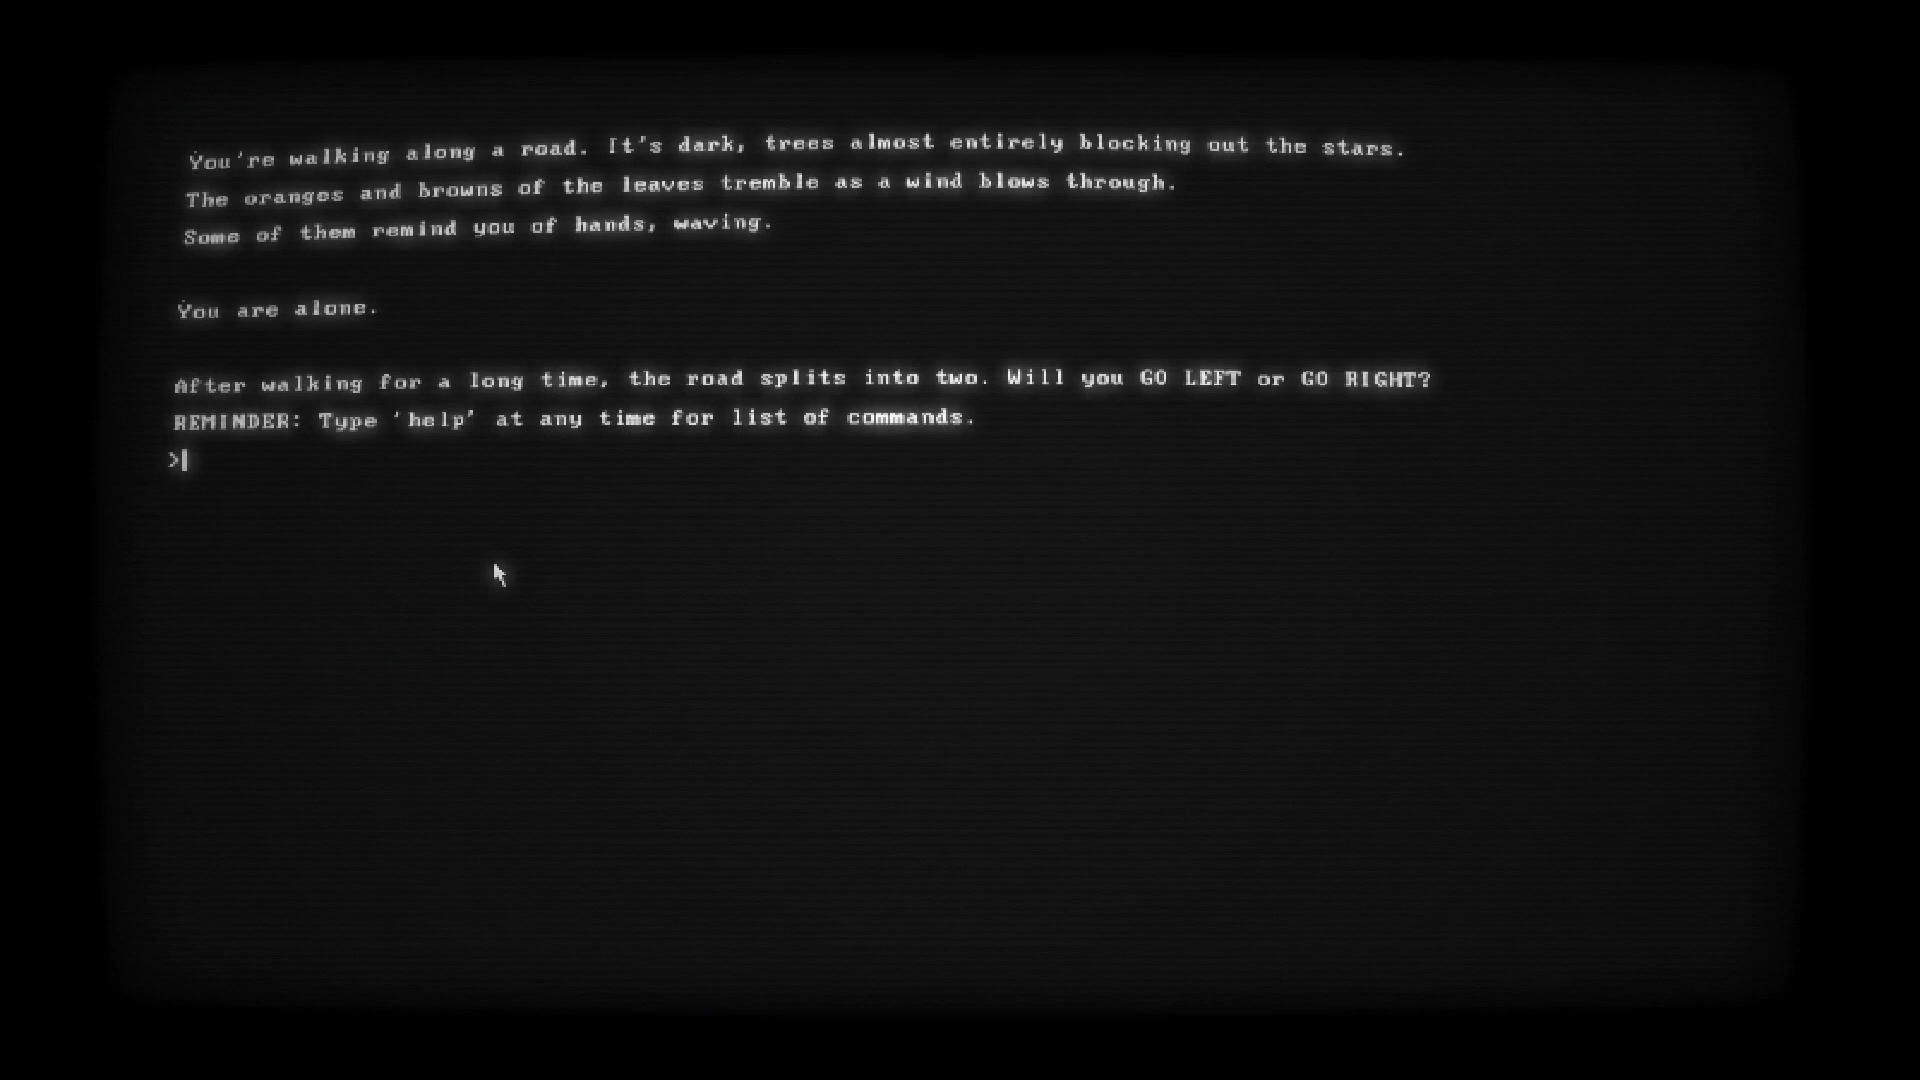 You're walking along a road. It's dark, trees almost entirely blocking out the stars.
The oranges and browns of the leaves tremble as a wind blows through.
Some of them remind you of hands, waving.
You are alone.
After walking for a long time, the road splits into two. Will you GO LEFT or GO RIGHT?
REMINDER: Type 'help' at any time for list of commands.
>